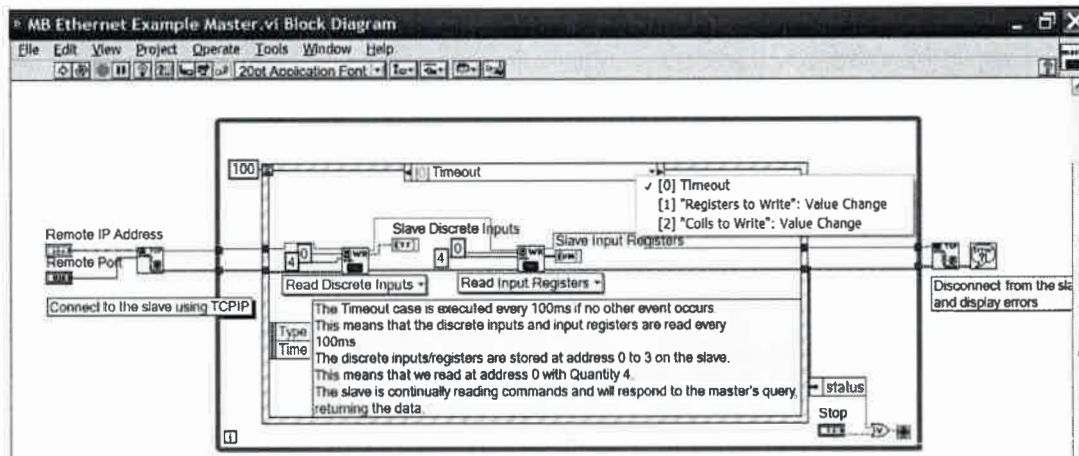 MB Ethernet Example Master.vi Block Diagram
File Edit View Project Operate Tools Window Help
20pt Application Font
100
[0] Timeout
✓ [0] Timeout
[1] "Registers to Write": Value Change
[2] "Coils to Write": Value Change
Remote IP Address
Remote Port
Connect to the slave using TCPIP
Slave Discrete Inputs
0
4
Read Discrete Inputs
Slave Input Registers
0
4
Read Input Registers
Disconnect from the sla
and display errors
Type
Time
The Timeout case is executed every 100ms if no other event occurs.
This means that the discrete inputs and input registers are read every
100ms
The discrete inputs/registers are stored at address 0 to 3 on the slave.
This means that we read at address 0 with Quantity 4.
The slave is continually reading commands and will respond to the master's query,
returning the data.
status
Stop
i